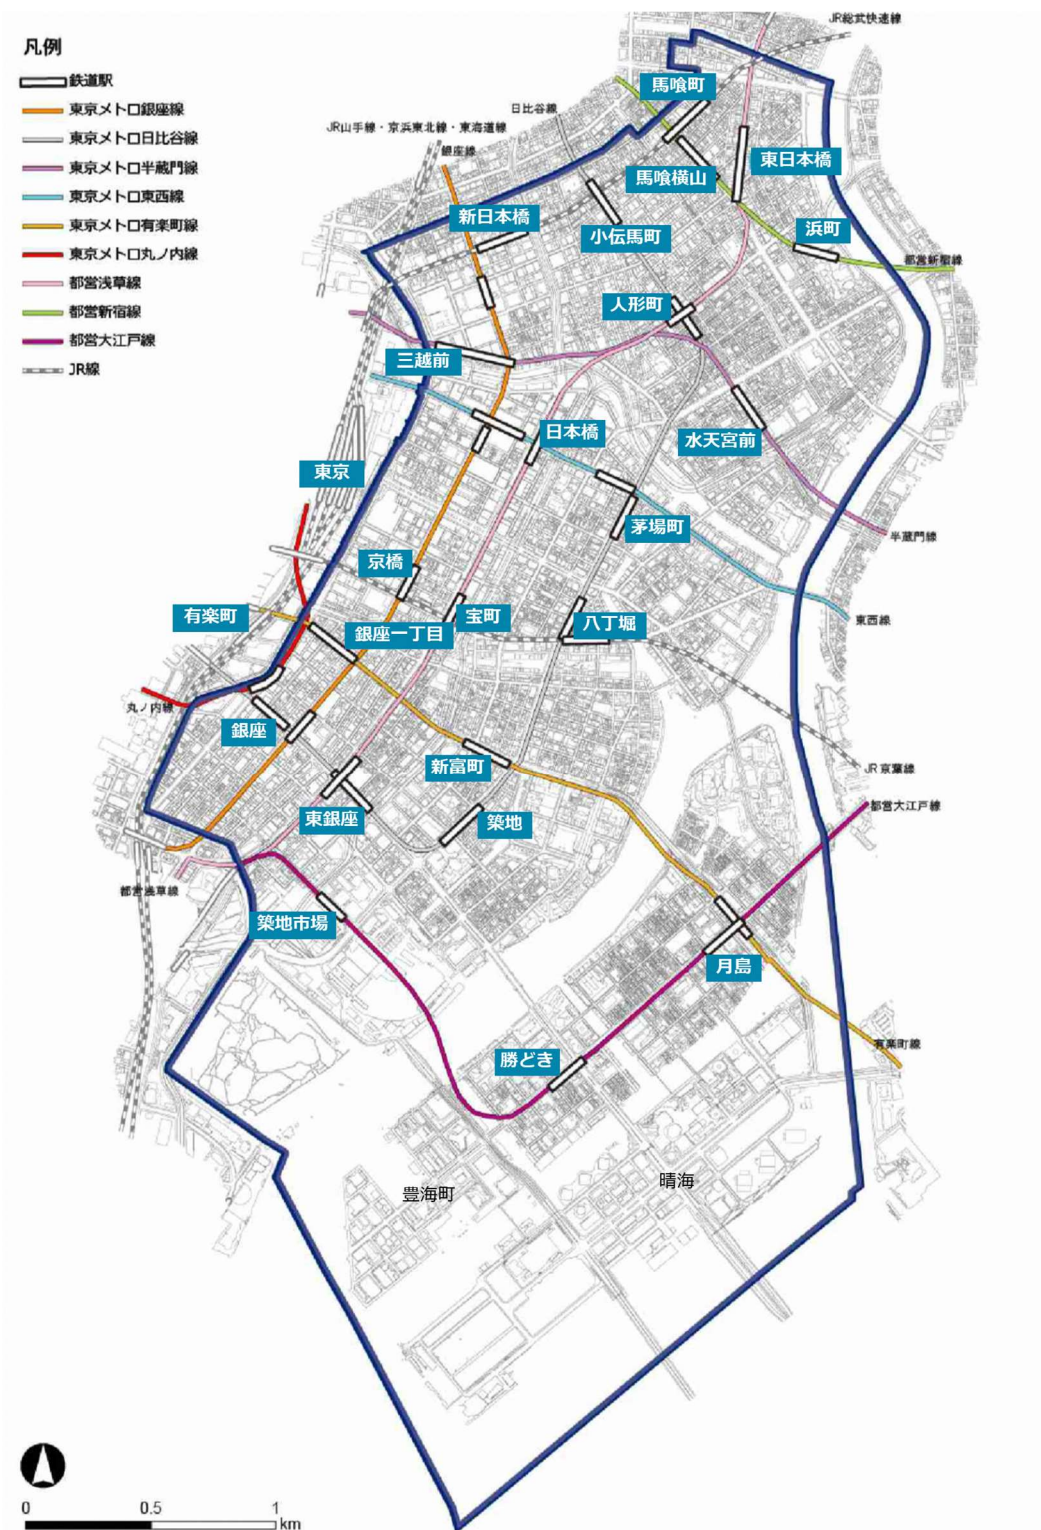 凡例
鉄道駅
東京メトロ銀座線
東京メトロ日比谷線
東京メトロ半蔵門線
東京メトロ東西線
東京メトロ有楽町線
東京メトロ丸ノ内線
都営浅草線
都営新宿線
都営大江戸線
JR線
JR総武快速線
馬喰町
日比谷線
JR山手線・京浜東北線・東海道線
銀座線
東日本橋
馬喰横山
新日本橋
小伝馬町
浜町
都営新宿線
人形町
三越前
日本橋
水天宮前
東京
茅場町
半蔵門線
京橋
有楽町
宝町
八丁堀
東西線
銀座一丁目
丸ノ内線
銀座
新富町
JR京葉線
都営大江戸線
東銀座
築地
都営浅草線
築地市場
月島
有楽町線
勝どき
晴海
豊海町
0 0.5 1
km